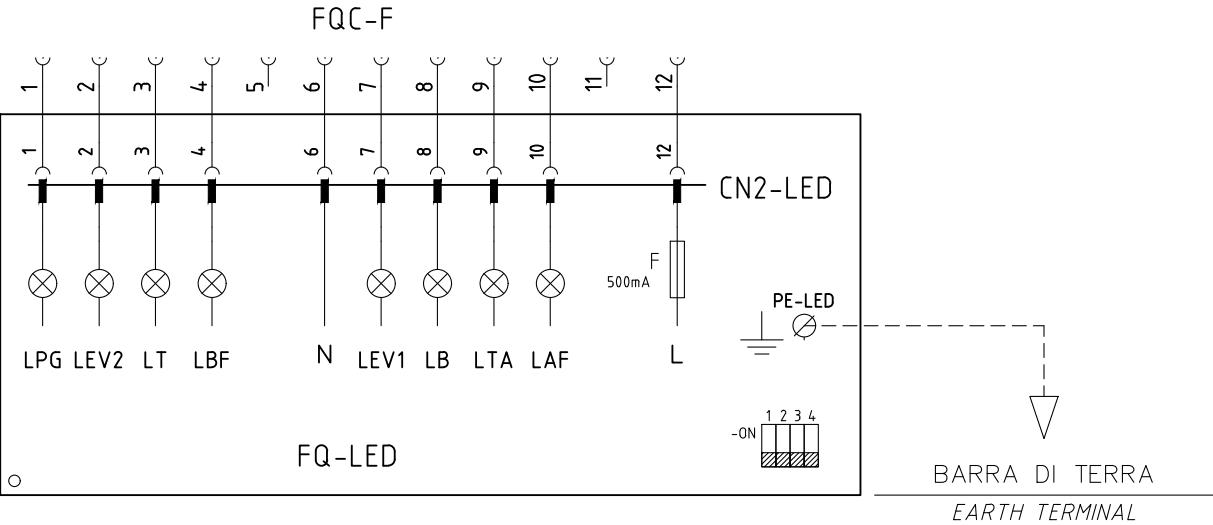 FQC-F
1 2 3 4 5 6 7 8 9 10 11 12
1 2 3 4 6 7 8 9 10 12
CN2-LED
F
500mA
PE-LED
LPG LEV2 LT LBF N LEV1 LB LTA LAF L
1 2 3 4
-ON
FQ-LED
BARRA DI TERRA
EARTH TERMINAL